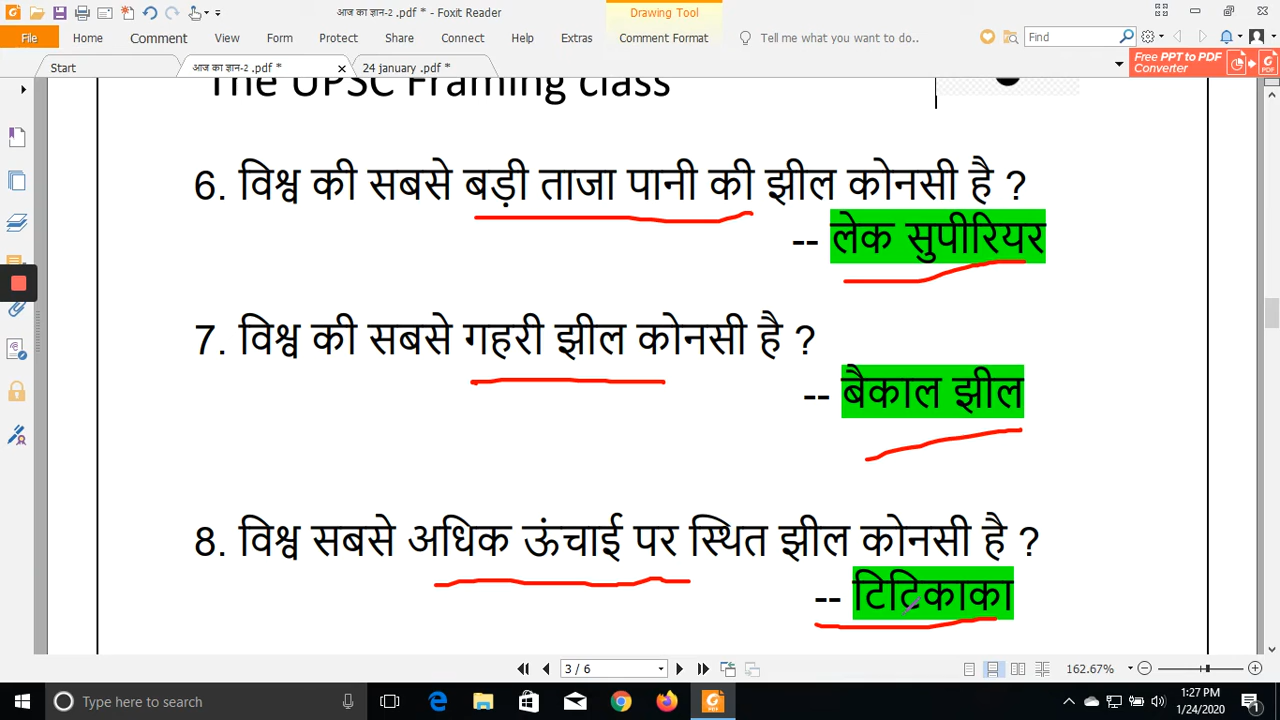 आज का ज्ञान-2 .pdf * - Foxit Reader
Drawing Tool
File Home Comment View Form Protect Share Connect Help Extras Comment Format Tell me what you want to do.. Find
Start आज का ज्ञान-2 .pdf * x 24 january .pdf *
Free PPT to PDF
Converter
The UPSC Framing class
6. विश्व की सबसे बड़ी ताजा पानी की झील कोनसी है ?
-- लेक सुपीरियर
7. विश्व की सबसे गहरी झील कोनसी है ?
-- बैकाल झील
8. विश्व सबसे अधिक ऊंचाई पर स्थित झील कोनसी है ?
-- टिटिकाका
3 / 6 162.67%
Type here to search
1:27 PM
1/24/2020